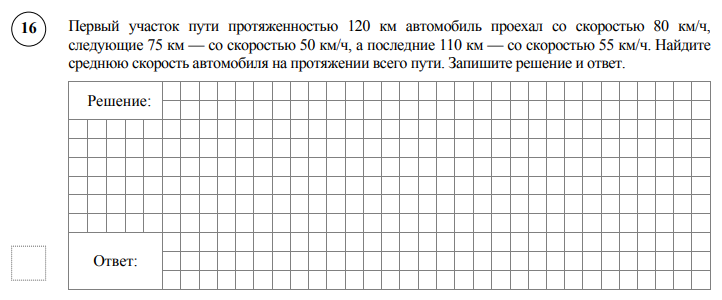 16
Первый участок пути протяженностью 120 км автомобиль проехал со скоростью 80 км/ч,
следующие 75 км — со скоростью 50 км/ч, а последние 110 км — со скоростью 55 км/ч. Найдите
среднюю скорость автомобиля на протяжении всего пути. Запишите решение и ответ.
Решение:
Ответ: